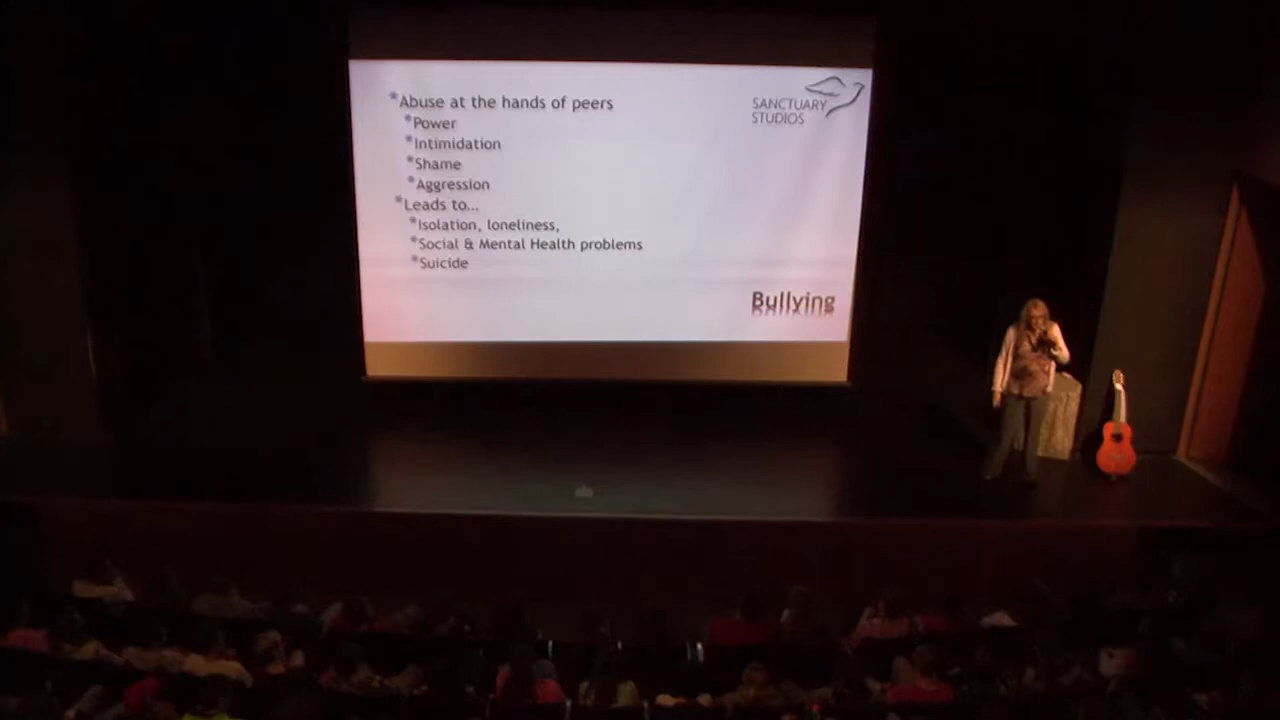 *Abuse at the hands of peers
*Power
*Intimidation
*Shame
*Aggression
*Leads to...
*Isolation, loneliness,
*Social & Mental Health problems
*Suicide
SANCTUARY
STUDIOS
Bullying